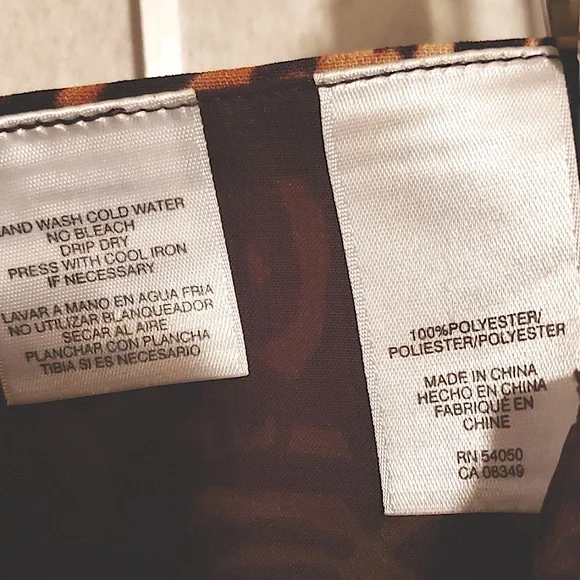 AND WASH COLD WATER
NO BLEACH
DRIP DRY
PRESS WITH COOL IRON
IF NECESSARY
LAVAR A MANO EN AGUA FRIA
NO UTILIZAR BLANQUEADOR
SECAR AL AIRE
PLANCHAR CON PLANCHA
TIBIA SI ES NECESARIO
100%POLYESTER/
POLIESTER/POLYESTER
MADE IN CHINA
HECHO EN CHINA
FABRIQUÉ EN
CHINE
RN 54050
CA 08349